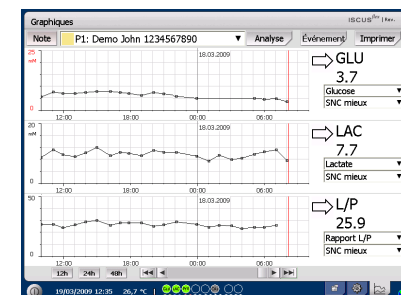 Graphiques
ISCUSflex | Rev.
Note P1: Demo John 1234567890 Analyse Événement Imprimer
25 18.03.2009 GLU
mM 3.7
Glucose
0 SNC mieux
12:00 18:00 00:00 06:00
20 18.03.2009 LAC
mM 7.7
Lactate
0 SNC mieux
12:00 18:00 00:00 06:00
50 18.03.2009 L/P
25.9
Rapport L/P
0 SNC mieux
12:00 18:00 00:00 06:00
12h 24h 48h
19/03/2009 12:35 26,7 °C